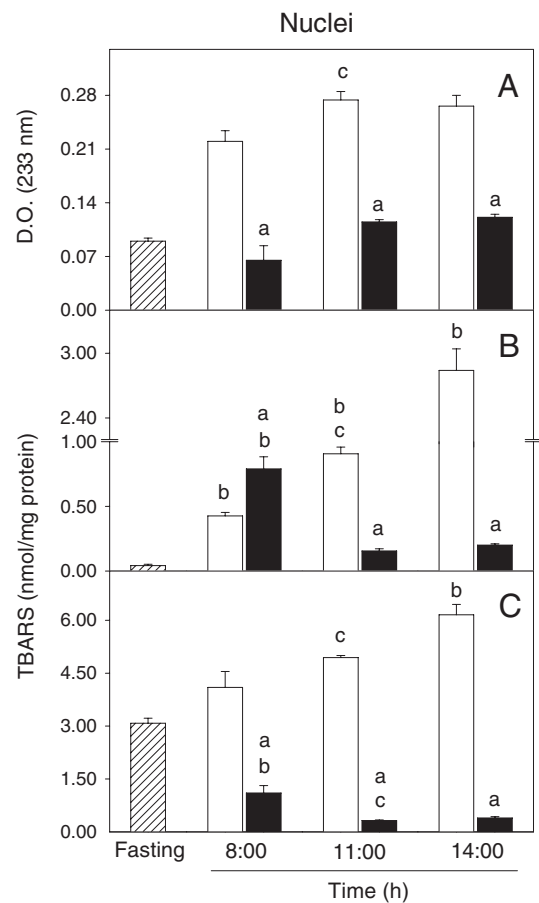 Nuclei
A
D.O. (233 nm)
0.28
0.21
0.14
0.07
0.00
c
a
a
a
B
TBARS (nmol/mg protein)
3.00
2.40
1.00
0.50
0.00
b
a
b
b
c
a
b
a
C
6.00
4.50
3.00
1.50
0.00
a
b
c
a
c
b
a
Fasting 8:00 11:00 14:00
Time (h)